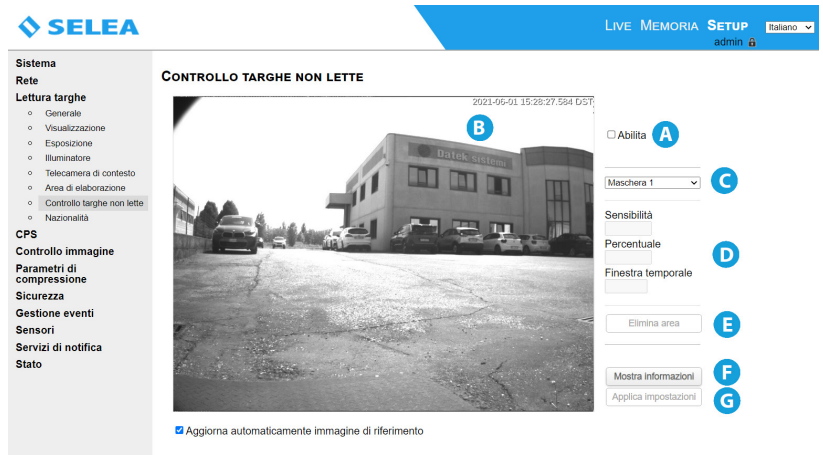 SELEA
LIVE MEMORIA SETUP
Italiano
admin
Sistema
Rete
Lettura targhe
Generale
Visualizzazione
Esposizione
Illuminatore
Telecamera di contesto
Area di elaborazione
Controllo targhe non lette
Nazionalità
CPS
Controllo immagine
Parametri di
compressione
Sicurezza
Gestione eventi
Sensori
Servizi di notifica
Stato
CONTROLLO TARGHE NON LETTE
2021-06-01 15:28:27.584 DST
B
Datek sistemi
Abilita A
Maschera 1 C
Sensibilità
Percentuale
D
Finestra temporale
Elimina area E
Mostra informazioni F
Applica impostazioni G
Aggiorna automaticamente immagine di riferimento